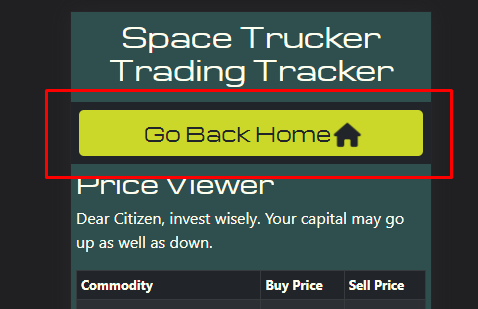 Space Trucker
Trading Tracker
Go Back Home
Price Viewer
Dear Citizen, invest wisely. Your capital may go
up as well as down.
Commodity Buy Price Sell Price